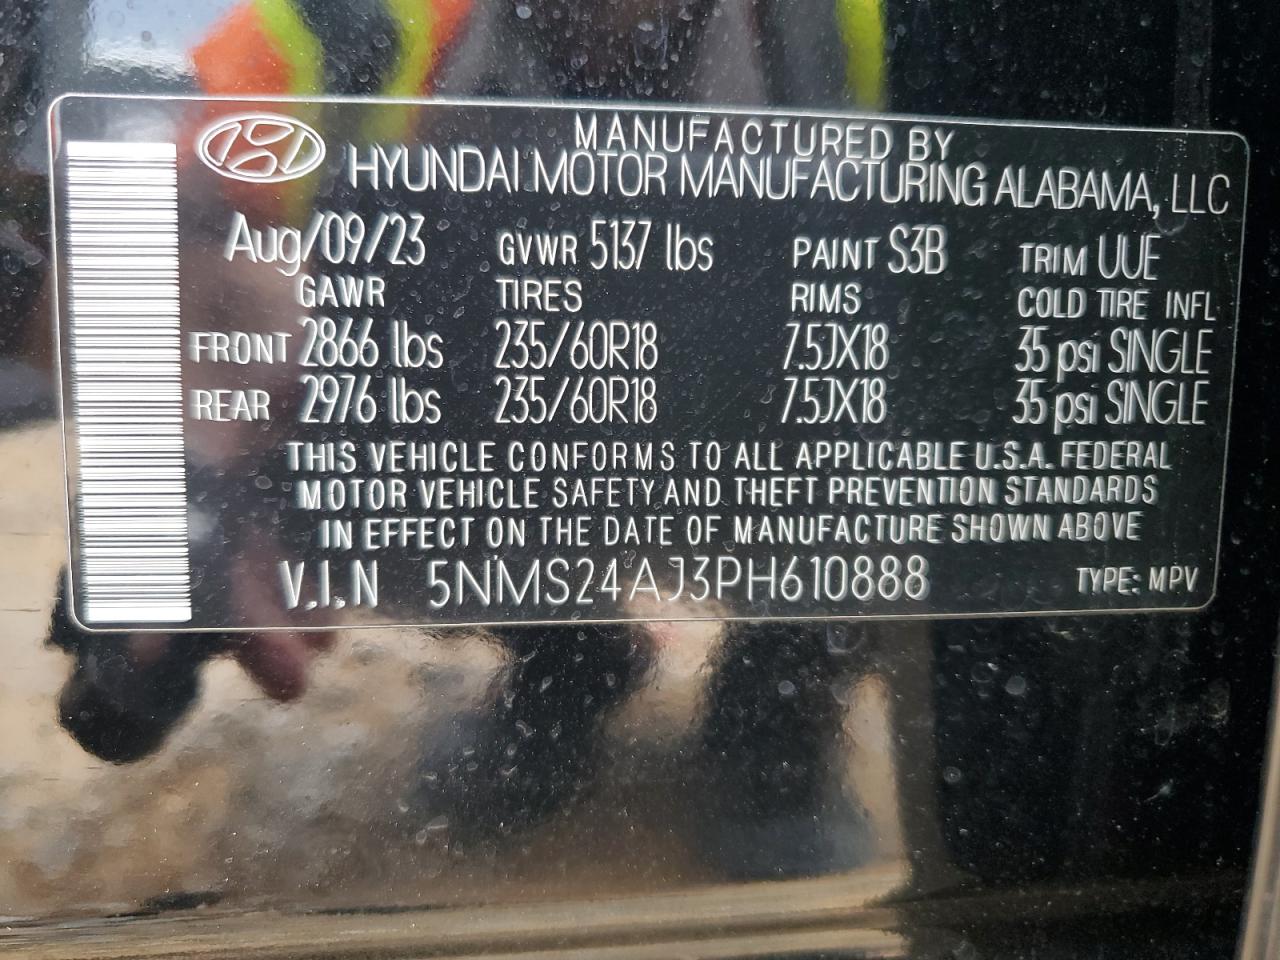 MANUFACTURED BY
HYUNDAI MOTOR MANUFACTURING ALABAMA, LLC
Aug/09/23 GVWR 5137 lbs PAINT S3B TRIM UUE
GAWR TIRES RIMS COLD TIRE INFL
FRONT 2866 lbs 235/60R18 7.5JX18 35 psi SINGLE
REAR 2976 lbs 235/60R18 7.5JX18 35 psi SINGLE
THIS VEHICLE CONFORMS TO ALL APPLICABLE U.S.A. FEDERAL
MOTOR VEHICLE SAFETY AND THEFT PREVENTION STANDARDS
IN EFFECT ON THE DATE OF MANUFACTURE SHOWN ABOVE
V.I.N 5NMS24AJ3PH610888 TYPE: MPV